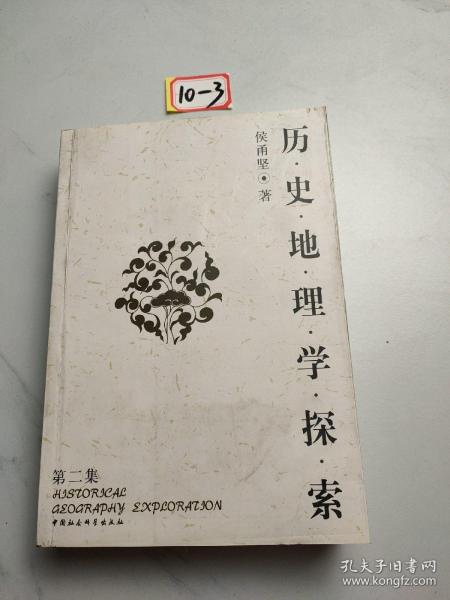 10-3
历·史·地·理·学·探·索
侯甬坚 著
第二集
HISTORICAL
GEOGRAPHY EXPLORATION
中国社会科学出版社
孔夫子旧书网
www.kongfz.com